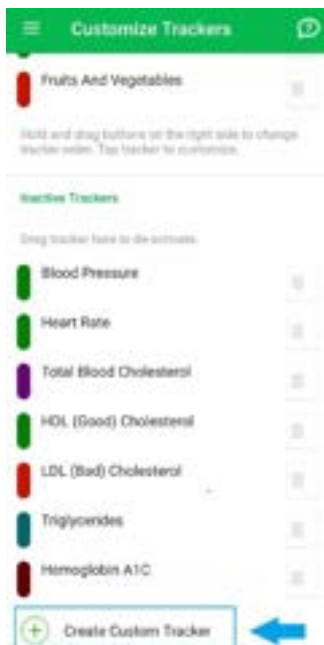 Customize Trackers
Fruits And Vegetables
Hold and drag buttons on the right side to change
tracker order. Tap tracker to customize.
Inactive Trackers
Drag tracker here to de-activate.
Blood Pressure
Heart Rate
Total Blood Cholesterol
HDL (Good) Cholesterol
LDL (Bad) Cholesterol
Triglycerides
Hemoglobin A1C
Create Custom Tracker